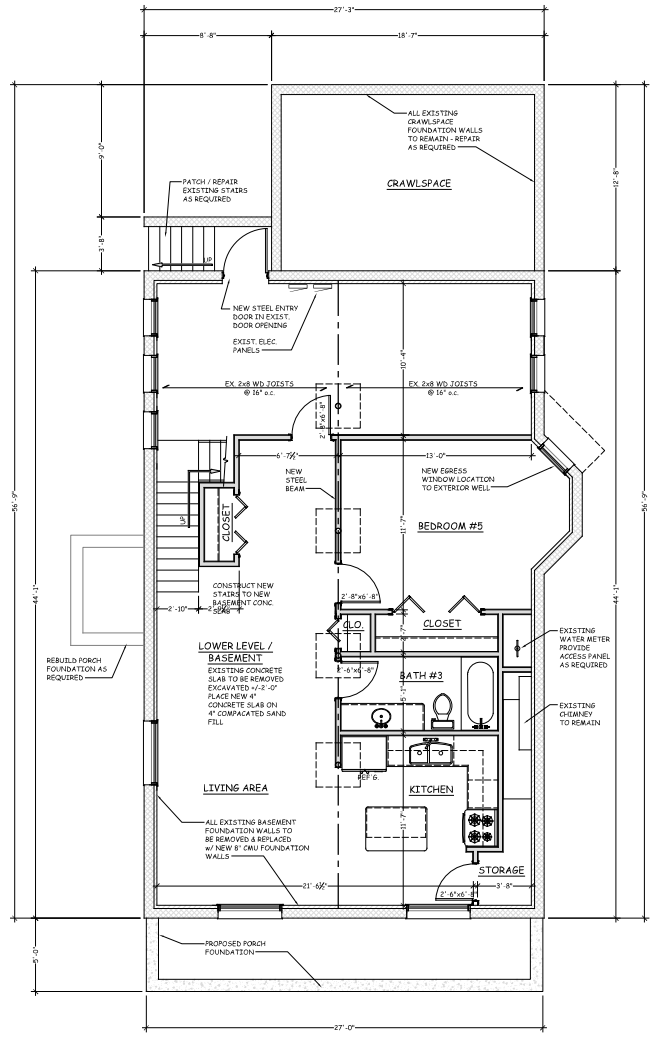 27'-3"
8'-8"
18'-7"
ALL EXISTING
CRAWLSPACE
FOUNDATION WALLS
TO REMAIN - REPAIR
AS REQUIRED
9'-0"
12'-8"
CRAWLSPACE
PATCH / REPAIR
EXISTING STAIRS
AS REQUIRED
3'-8"
UP
NEW STEEL ENTRY
DOOR IN EXIST.
DOOR OPENING
EXIST. ELEC.
PANELS
10'-4"
EX. 2x8 WD JOISTS
@ 16" o.c.
EX. 2x8 WD JOISTS
@ 16" o.c.
2'-8"x6'-8"
6'-7½"
13'-0"
NEW
STEEL
BEAM
NEW EGRESS
WINDOW LOCATION
TO EXTERIOR WELL
56'-9"
56'-9"
UP
CLOSET
11'-7"
BEDROOM #5
44'-1"
44'-1"
CONSTRUCT NEW
STAIRS TO NEW
BASEMENT CONC.
SLAB
2'-8"x6'-8"
2'-10"
CLO.
CLOSET
EXISTING
WATER METER
PROVIDE
ACCESS PANEL
AS REQUIRED
REBUILD PORCH
FOUNDATION AS
REQUIRED
LOWER LEVEL /
BASEMENT
EXISTING CONCRETE
SLAB TO BE REMOVED
EXCAVATED +/-2'-0"
PLACE NEW 4"
CONCRETE SLAB ON
4" COMPACATED SAND
FILL
2'-6"x6'-8"
BATH #3
5'-1"
EXISTING
CHIMNEY
TO REMAIN
REF'G.
LIVING AREA
KITCHEN
11'-7"
ALL EXISTING BASEMENT
FOUNDATION WALLS TO
BE REMOVED & REPLACED
w/ NEW 8" CMU FOUNDATION
WALLS
STORAGE
21'-6½"
2'-6"x6'-8"
3'-8"
5'-0"
PROPOSED PORCH
FOUNDATION
27'-0"